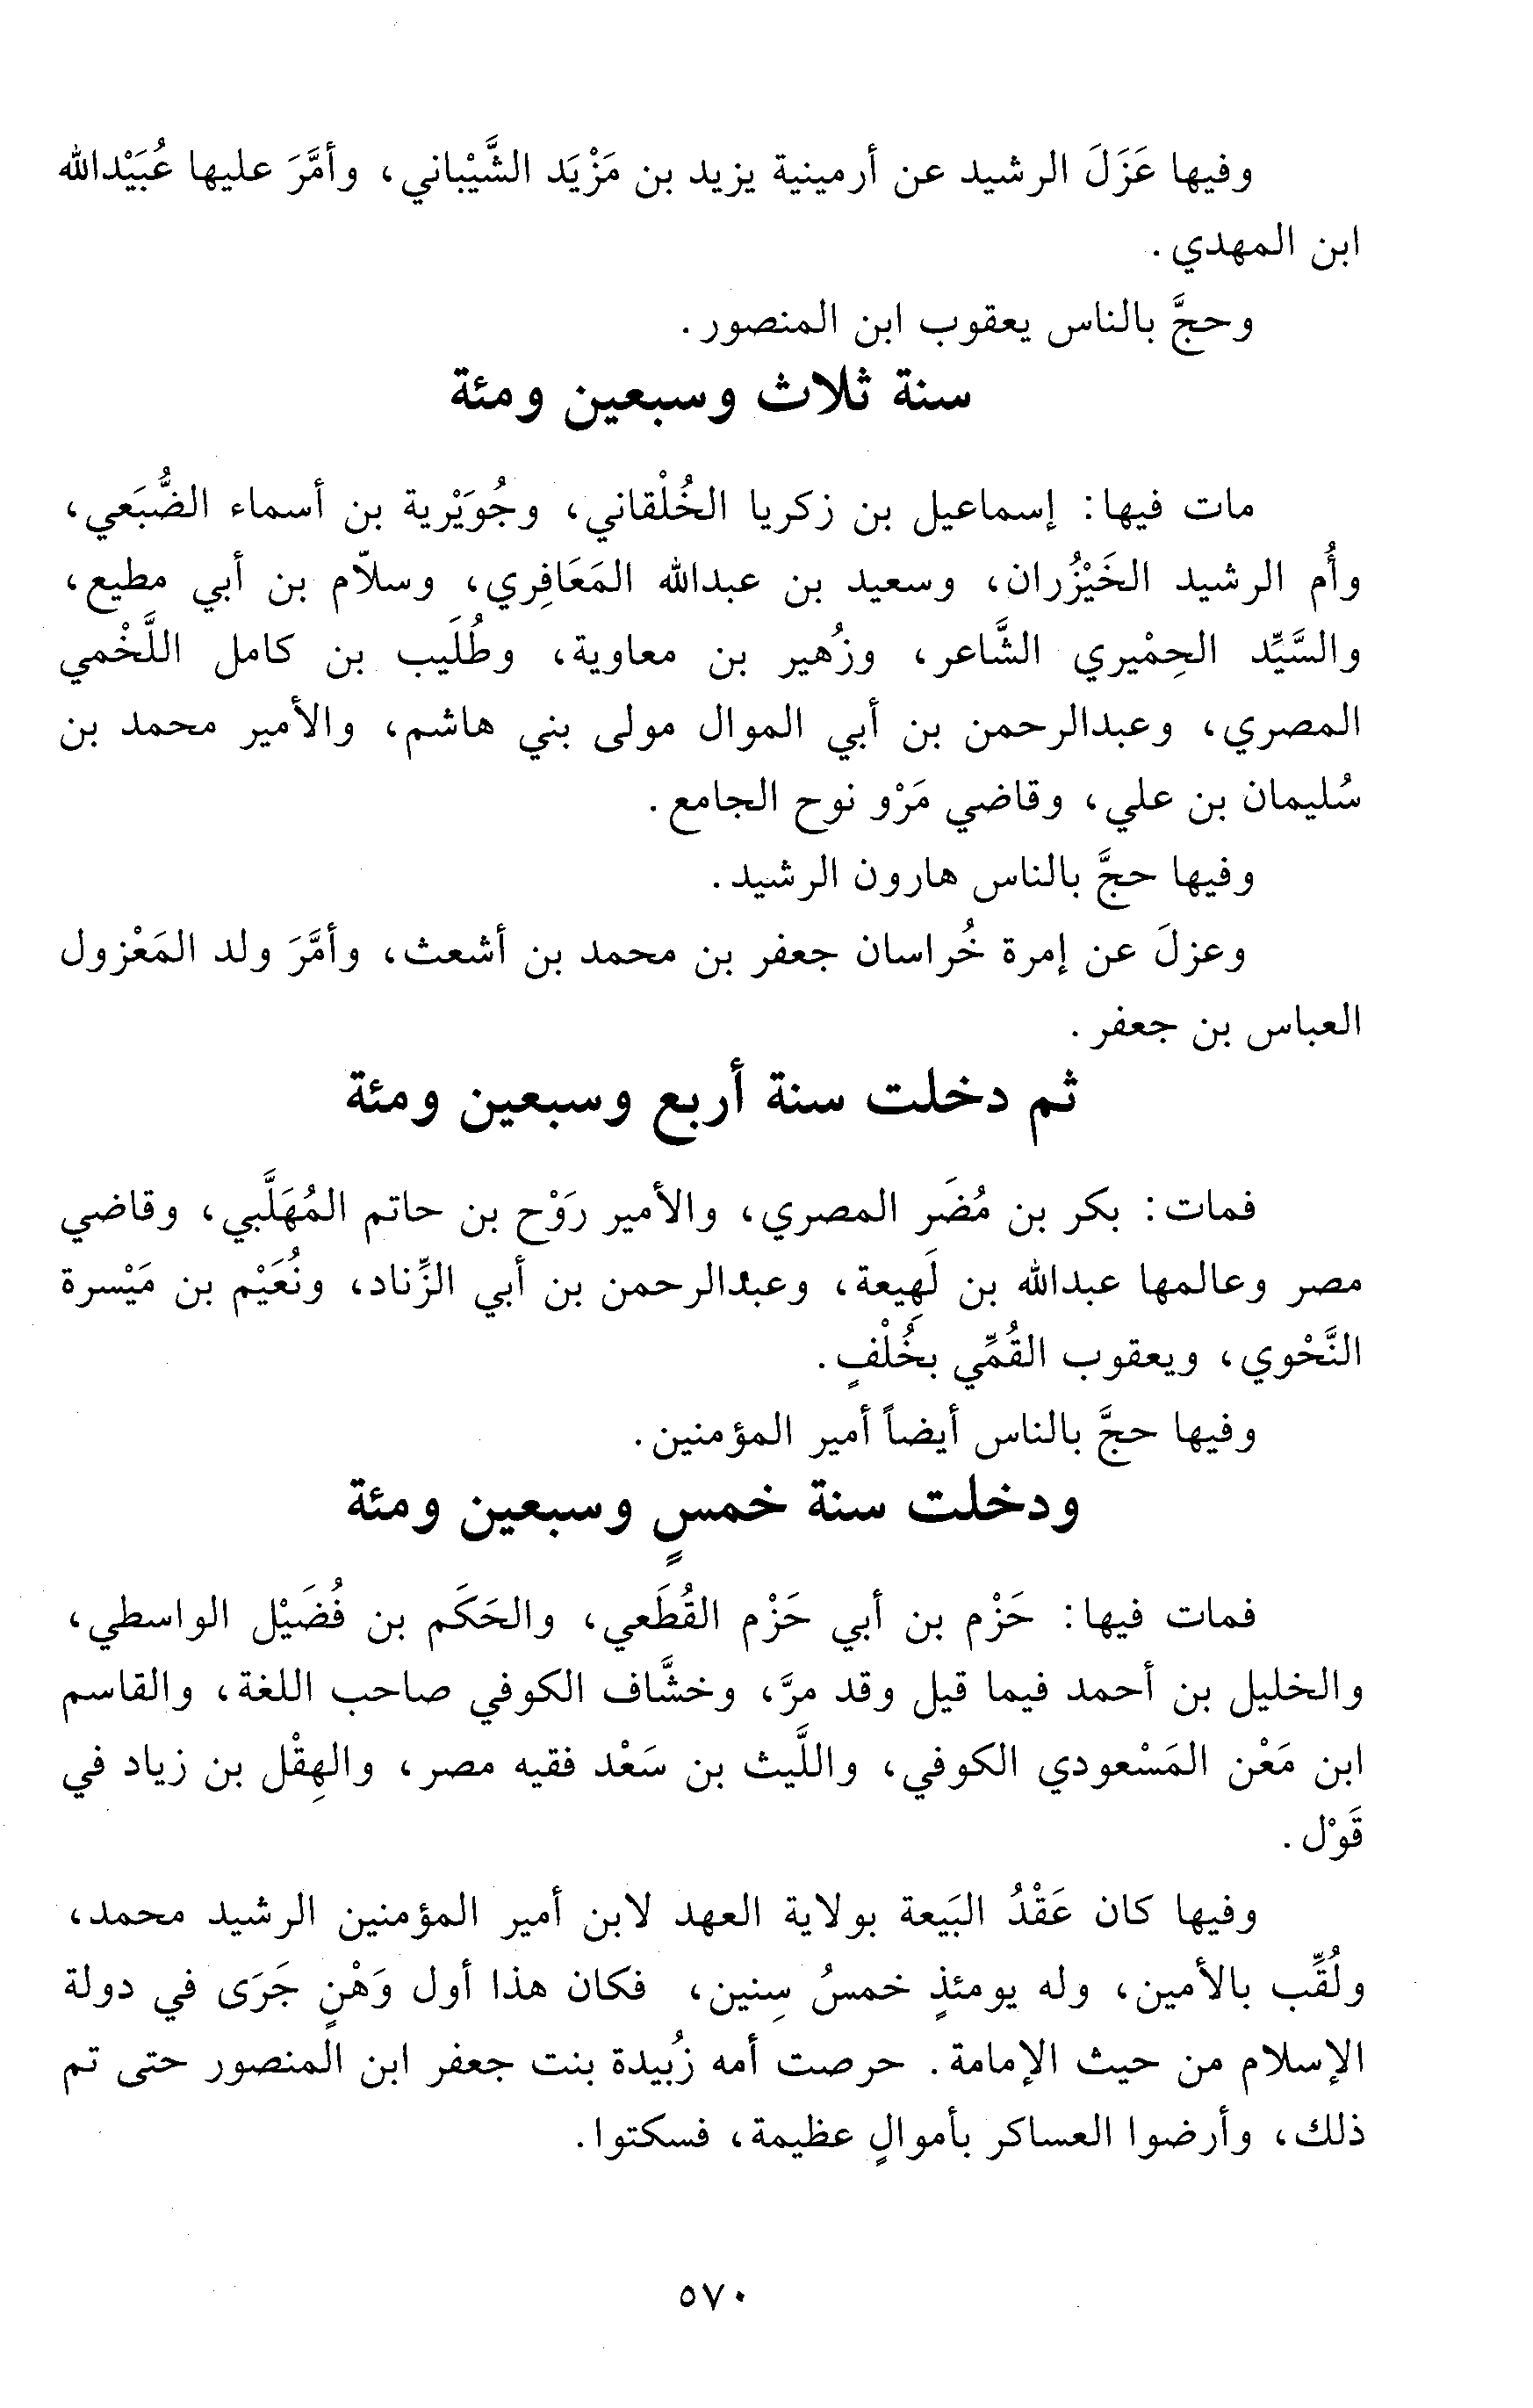 وفيها عَزَلَ الرشيد عن أرمينية يزيد بن مَزْيَد الشَّيْباني، وأمَّرَ عليها عُبَيْدالله
ابن المهدي.
وحجَّ بالناس يعقوب ابن المنصور.
سنة ثلاث وسبعين ومئة
مات فيها: إسماعيل بن زكريا الخُلْقاني، وجُوَيْرية بن أسماء الضُّبَعي،
وأُم الرشيد الخَيْزُران، وسعيد بن عبدالله المَعَافِري، وسلاّم بن أبي مطيع،
والسَّيِّد الحِمْيري الشَّاعر، وزُهير بن معاوية، وطُلَيب بن كامل اللَّخْمي
المصري، وعبدالرحمن بن أبي الموال مولى بني هاشم، والأمير محمد بن
سُليمان بن علي، وقاضي مَرْو نوح الجامع.
وفيها حجَّ بالناس هارون الرشيد.
وعزلَ عن إمرة خُراسان جعفر بن محمد بن أشعث، وأمَّرَ ولد المَعْزول
العباس بن جعفر.
ثم دخلت سنة أربع وسبعين ومئة
فمات: بكر بن مُضَر المصري، والأمير رَوْح بن حاتم المُهَلَّبي، وقاضي
مصر وعالمها عبدالله بن لَهِيعة، وعبدالرحمن بن أبي الزِّناد، ونُعَيْم بن مَيْسرة
النَّحْوي، ويعقوب القُمِّي بخُلْفٍ.
وفيها حجَّ بالناس أيضاً أمير المؤمنين.
ودخلت سنة خمسٍ وسبعين ومئة
فمات فيها: حَزْم بن أبي حَزْم القُطَعي، والحَكَم بن فُضَيْل الواسطي،
والخليل بن أحمد فيما قيل وقد مرَّ، وخشَّاف الكوفي صاحب اللغة، والقاسم
ابن مَعْن المَسْعودي الكوفي، واللَّيث بن سَعْد فقيه مصر، والهِقْل بن زياد في
قَوْل.
وفيها كان عَقْدُ البَيعة بولاية العهد لابن أمير المؤمنين الرشيد محمد،
ولُقِّب بالأمين، وله يومئذٍ خمسُ سِنين، فكان هذا أول وَهْنٍ جَرَى في دولة
الإسلام من حيث الإمامة. حرصت أمه زُبيدة بنت جعفر ابن المنصور حتى تم
ذلك، وأرضوا العساكر بأموالٍ عظيمة، فسكتوا.
٥٧٠